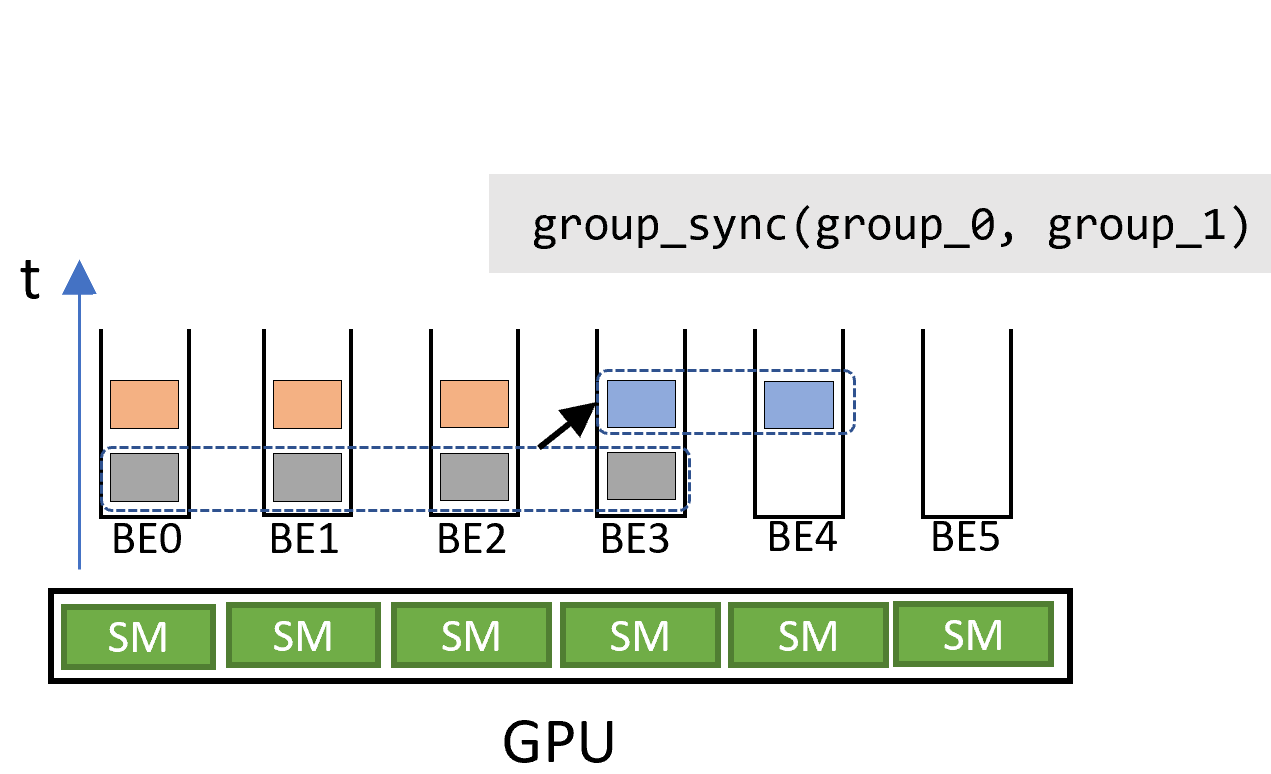 group_sync(group_0, group_1)
t
BE0 BE1 BE2 BE3 BE4 BE5
SM SM SM SM SM SM
GPU